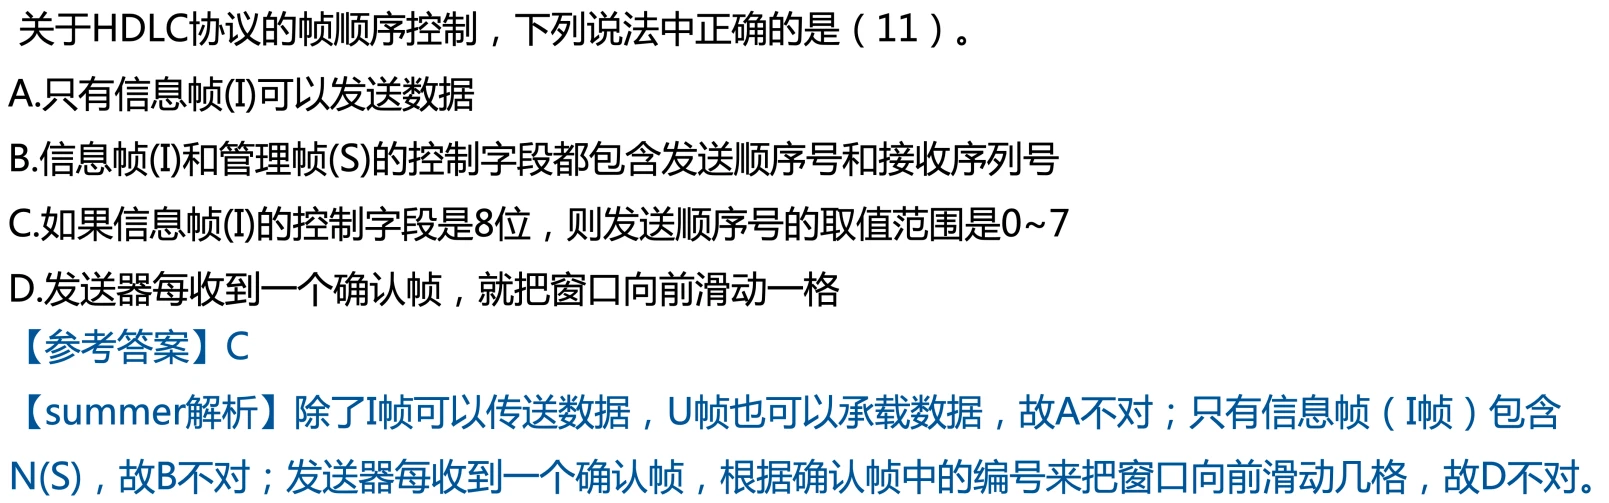 关于HDLC协议的帧顺序控制，下列说法中正确的是（11）。
A.只有信息帧(I)可以发送数据
B.信息帧(I)和管理帧(S)的控制字段都包含发送顺序号和接收序列号
C.如果信息帧(I)的控制字段是8位，则发送顺序号的取值范围是0~7
D.发送器每收到一个确认帧，就把窗口向前滑动一格
【参考答案】C
【summer解析】除了I帧可以传送数据，U帧也可以承载数据，故A不对；只有信息帧（I帧）包含
N(S)，故B不对；发送器每收到一个确认帧，根据确认帧中的编号来把窗口向前滑动几格，故D不对。